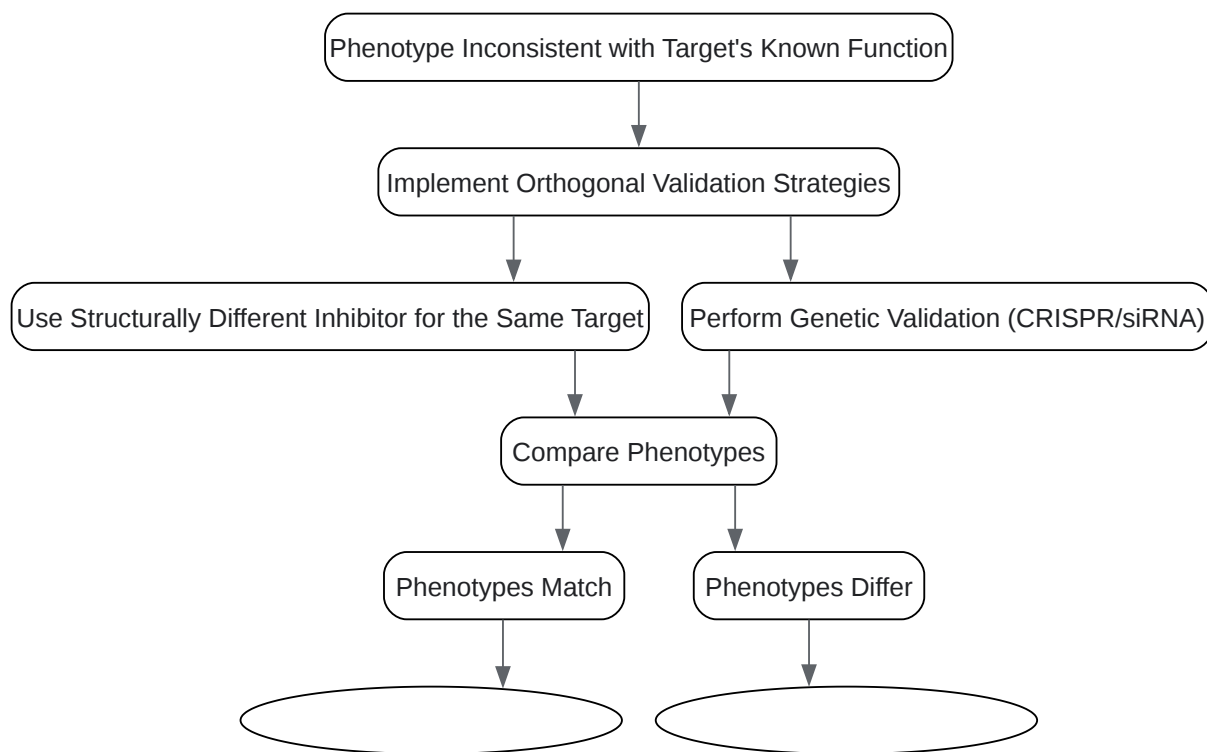 Phenotype Inconsistent with Target's Known Function
Implement Orthogonal Validation Strategies
Use Structurally Different Inhibitor for the Same Target
Perform Genetic Validation (CRISPR/siRNA)
Compare Phenotypes
Phenotypes Match
Phenotypes Differ